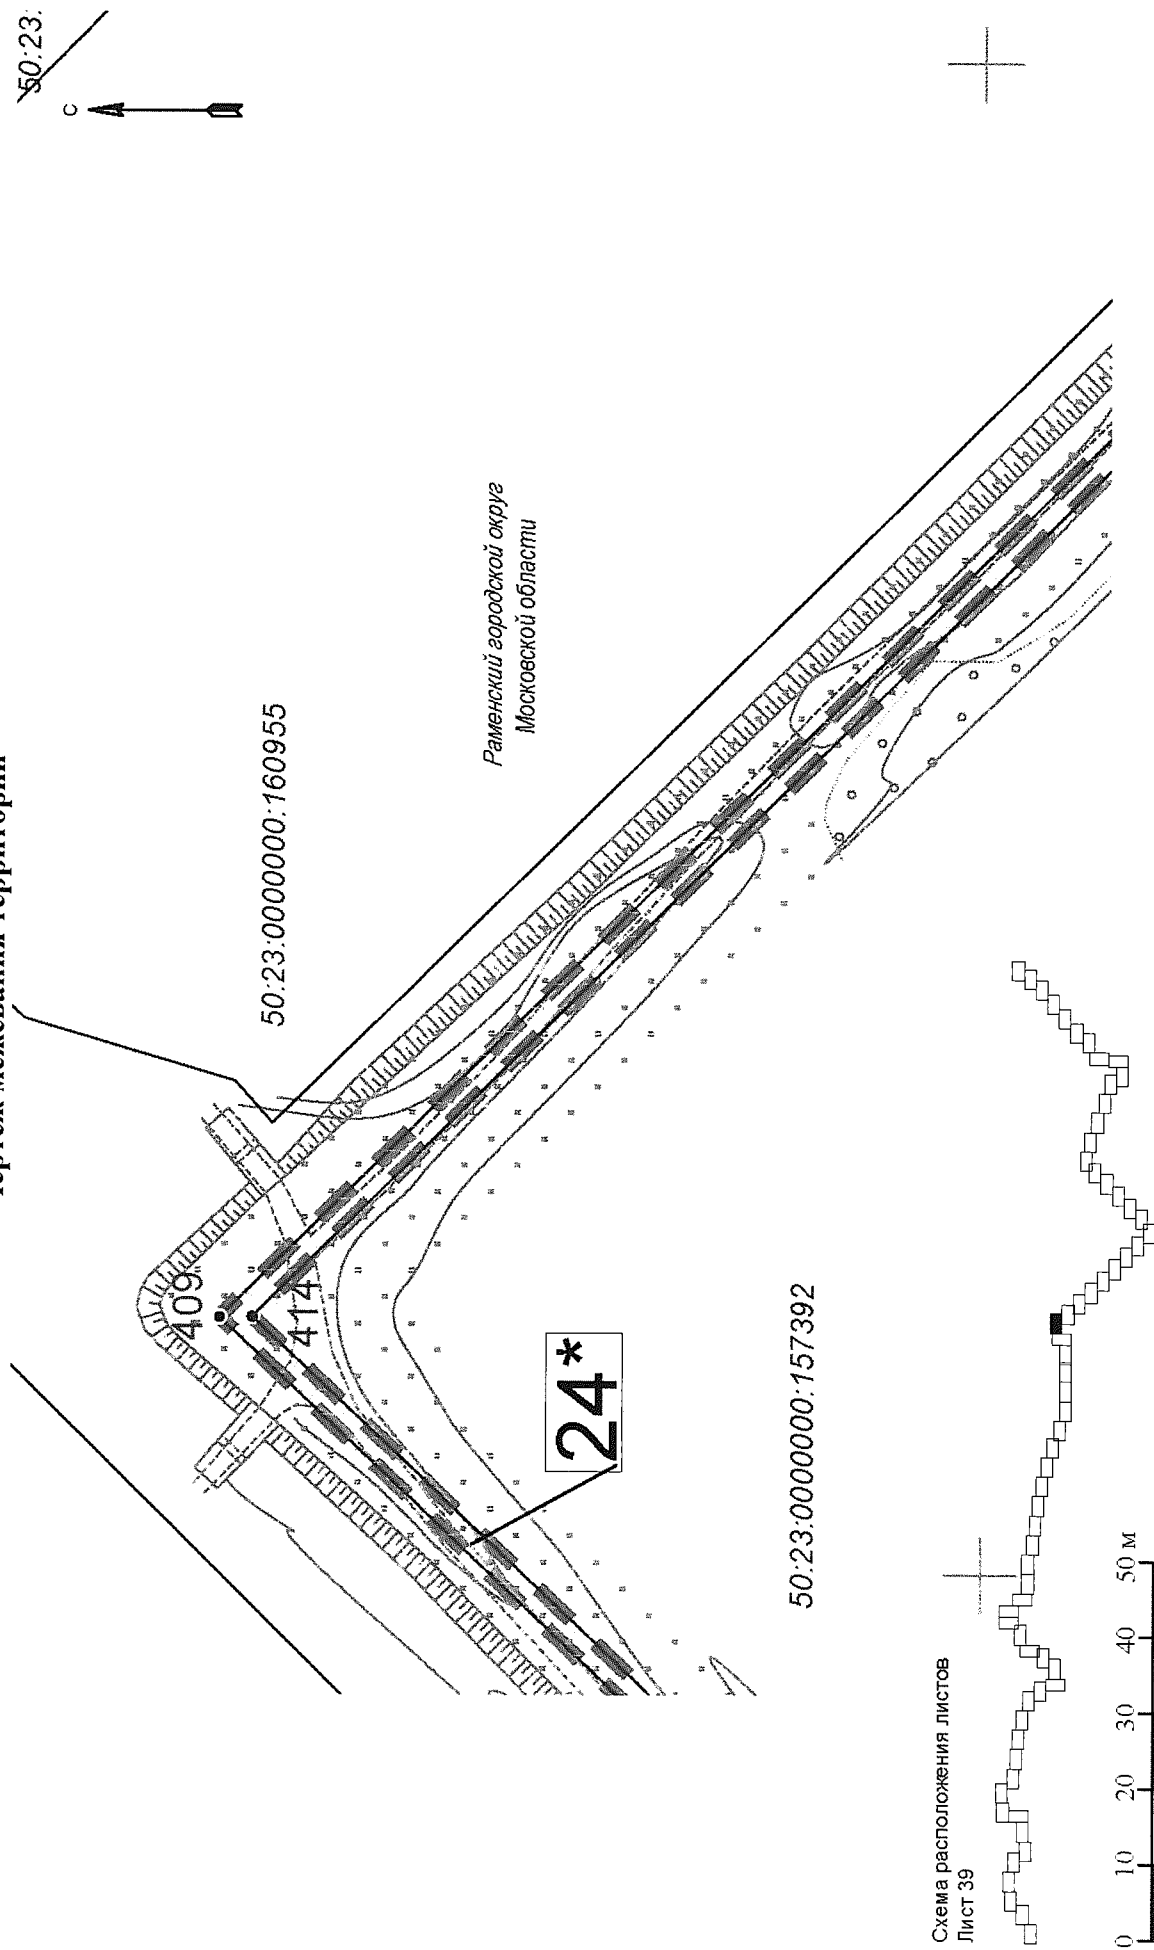 Чертеж межевания территории
50:23:
С
409
414
50:23:0000000:160955
Раменский городской округ
Московской области
24*
50:23:0000000:157392
Схема расположения листов
Лист 39
0 10 20 30 40 50 м